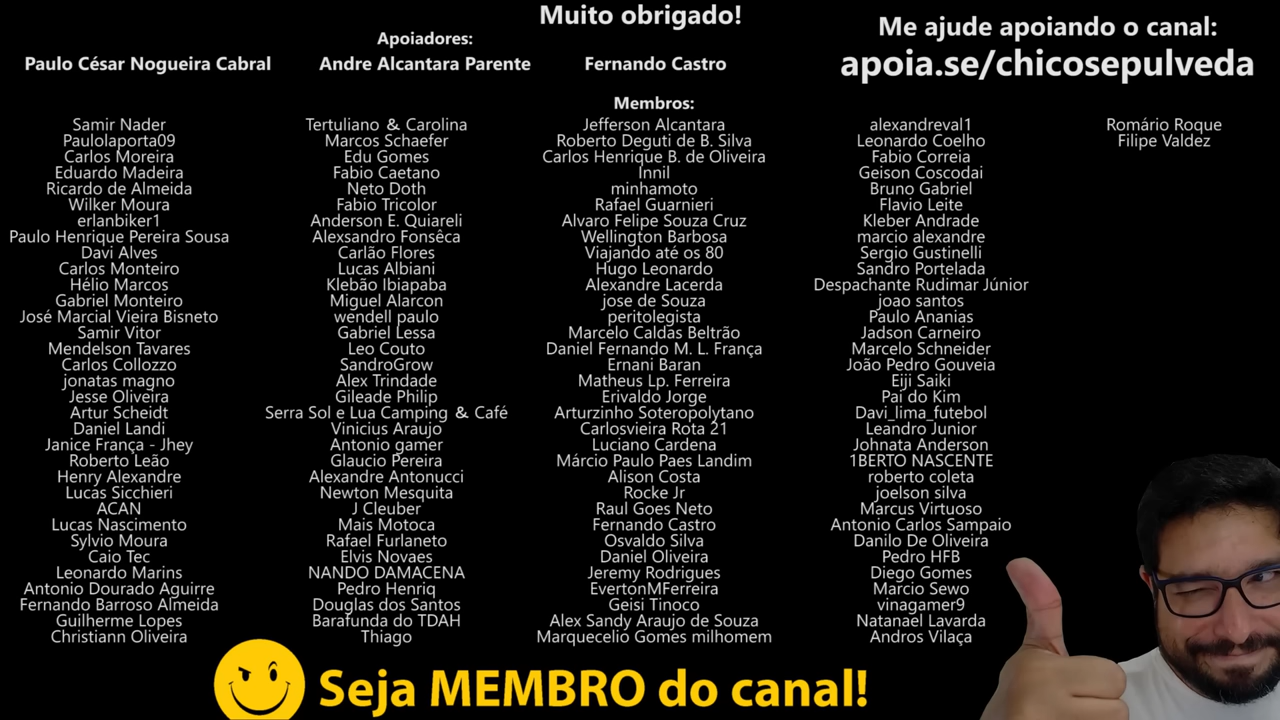 Muito obrigado!
Me ajude apoiando o canal:
apoia.se/chicosepulveda
Apoiadores:
Paulo César Nogueira Cabral
Andre Alcantara Parente
Fernando Castro
Membros:
Samir Nader
Paulolaporta09
Carlos Moreira
Eduardo Madeira
Ricardo de Almeida
Wilker Moura
erlanbiker1
Paulo Henrique Pereira Sousa
Davi Alves
Carlos Monteiro
Hélio Marcos
Gabriel Monteiro
José Marcial Vieira Bisneto
Samir Vitor
Mendelson Tavares
Carlos Collozzo
jonatas magno
Jesse Oliveira
Artur Scheidt
Daniel Landi
Janice França - Jhey
Roberto Leão
Henry Alexandre
Lucas Sicchieri
ACAN
Lucas Nascimento
Sylvio Moura
Caio Tec
Leonardo Marins
Antonio Dourado Aguirre
Fernando Barroso Almeida
Guilherme Lopes
Christiann Oliveira
Tertuliano & Carolina
Marcos Schaefer
Edu Gomes
Fabio Caetano
Neto Doth
Fabio Tricolor
Anderson E. Quiareli
Alexsandro Fonsêca
Carlão Flores
Lucas Albiani
Klebão Ibiapaba
Miguel Alarcon
wendell paulo
Gabriel Lessa
Leo Couto
SandroGrow
Alex Trindade
Gileade Philip
Serra Sol e Lua Camping & Café
Vinicius Araujo
Antonio gamer
Glaucio Pereira
Alexandre Antonucci
Newton Mesquita
J Cleuber
Mais Motoca
Rafael Furlaneto
Elvis Novaes
NANDO DAMACENA
Pedro Henriq
Douglas dos Santos
Barafunda do TDAH
Thiago
Jefferson Alcantara
Roberto Deguti de B. Silva
Carlos Henrique B. de Oliveira
Innil
minhamoto
Rafael Guarnieri
Alvaro Felipe Souza Cruz
Wellington Barbosa
Viajando até os 80
Hugo Leonardo
Alexandre Lacerda
jose de Souza
peritolegista
Marcelo Caldas Beltrão
Daniel Fernando M. L. França
Ernani Baran
Matheus Lp. Ferreira
Erivaldo Jorge
Arturzinho Soteropolytano
Carlosvieira Rota 21
Luciano Cardena
Márcio Paulo Paes Landim
Alison Costa
Rocke Jr
Raul Goes Neto
Fernando Castro
Osvaldo Silva
Daniel Oliveira
Jeremy Rodrigues
EvertonMFerreira
Geisi Tinoco
Alex Sandy Araujo de Souza
Marquecelio Gomes milhomem
alexandreval1
Leonardo Coelho
Fabio Correia
Geison Coscodai
Bruno Gabriel
Flavio Leite
Kleber Andrade
marcio alexandre
Sergio Gustinelli
Sandro Portelada
Despachante Rudimar Júnior
joao santos
Paulo Ananias
Jadson Carneiro
Marcelo Schneider
João Pedro Gouveia
Eiji Saiki
Pai do Kim
Davi_lima_futebol
Leandro Junior
Johnata Anderson
1BERTO NASCENTE
roberto coleta
joelson silva
Marcus Virtuoso
Antonio Carlos Sampaio
Danilo De Oliveira
Pedro HFB
Diego Gomes
Marcio Sewo
vinagamer9
Natanael Lavarda
Andros Vilaça
Romário Roque
Filipe Valdez
Seja MEMBRO do canal!